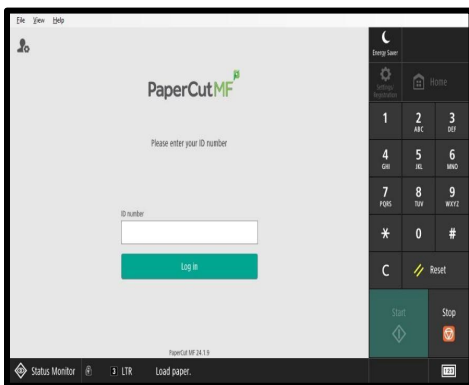 File View Help
Energy Saver
PaperCut MF
Settings/
Registration
Home
Please enter your ID number
1
2
ABC
3
DEF
4
GHI
5
JKL
6
MNO
7
PQRS
8
TUV
9
WXYZ
* 0 #
ID number
Log in
C
Reset
Start
Stop
PaperCut MF 24.1.9
Status Monitor 3 LTR Load paper.
123